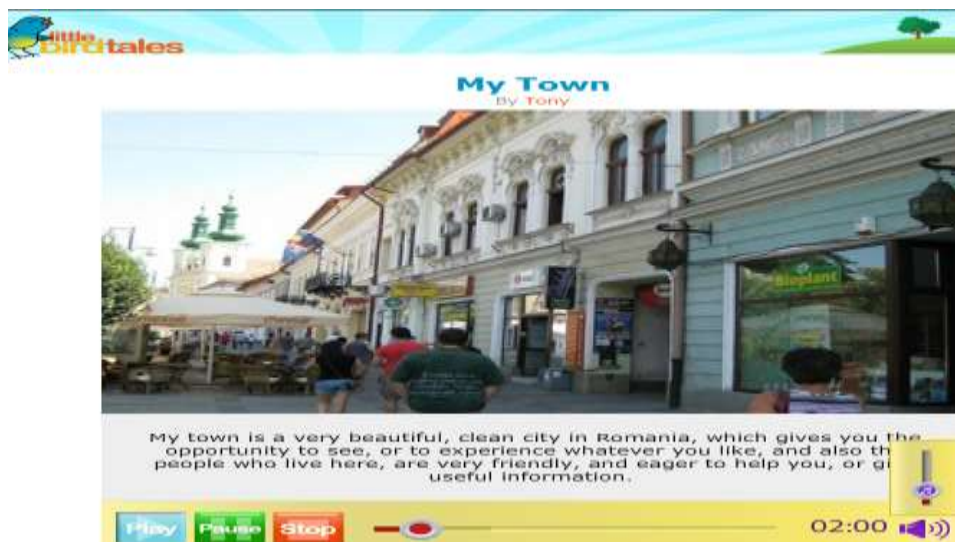 little
birdtales
My Town
By Tony
Bioplant
My town is a very beautiful, clean city in Romania, which gives you the
opportunity to see, or to experience whatever you like, and also th
people who live here, are very friendly, and eager to help you, or gi
useful information.
Play Pause Stop 02:00